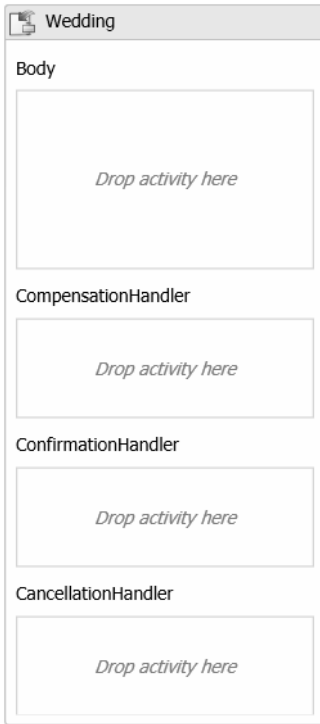 Wedding
Body
Drop activity here
CompensationHandler
Drop activity here
ConfirmationHandler
Drop activity here
CancellationHandler
Drop activity here